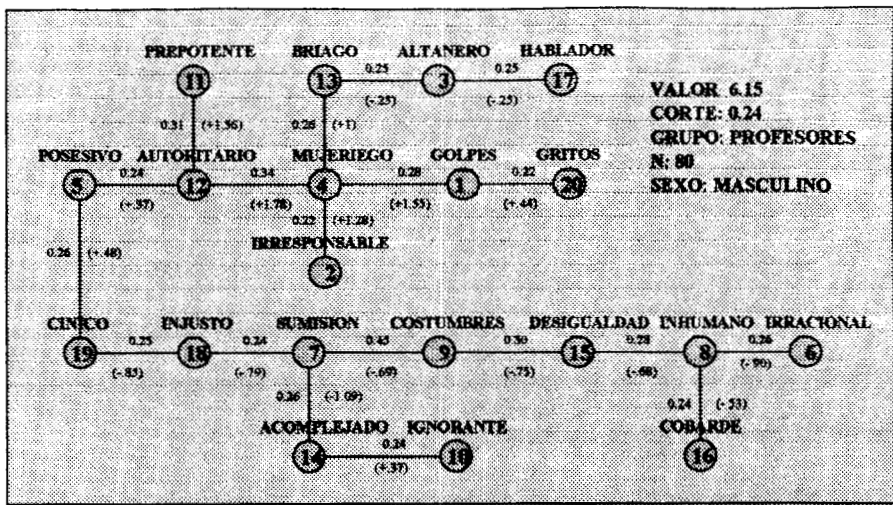 PREPOTENTE BRIAGO ALTANERO HABLADOR
11 13 0.25 3 0.25 17
(-.25) (-.25)
VALOR 6.15
CORTE: 0.24
GRUPO: PROFESORES
N: 80
SEXO: MASCULINO
0.31 (+1.56) 0.26 (+1)
POSESIVO AUTORITARIO MUJERIEGO GOLPES GRITOS
5 0.24 12 0.34 4 0.28 1 0.22 20
(+.37) (+1.78) (+1.55) (+.44)
0.22 (+1.28)
IRRESPONSABLE
0.26 (+.48) 2
CINICO INJUSTO SUMISION COSTUMBRES DESIGUALDAD INHUMANO IRRACIONAL
19 0.25 18 0.24 7 0.45 9 0.30 15 0.28 8 0.26 6
(-.85) (-.79) (-.69) (-.75) (-.68) (-.90)
0.26 (-1.09) 0.24 (-.53)
ACOMPLEJADO IGNORANTE COBARDE
14 0.24 10 16
(+.37)